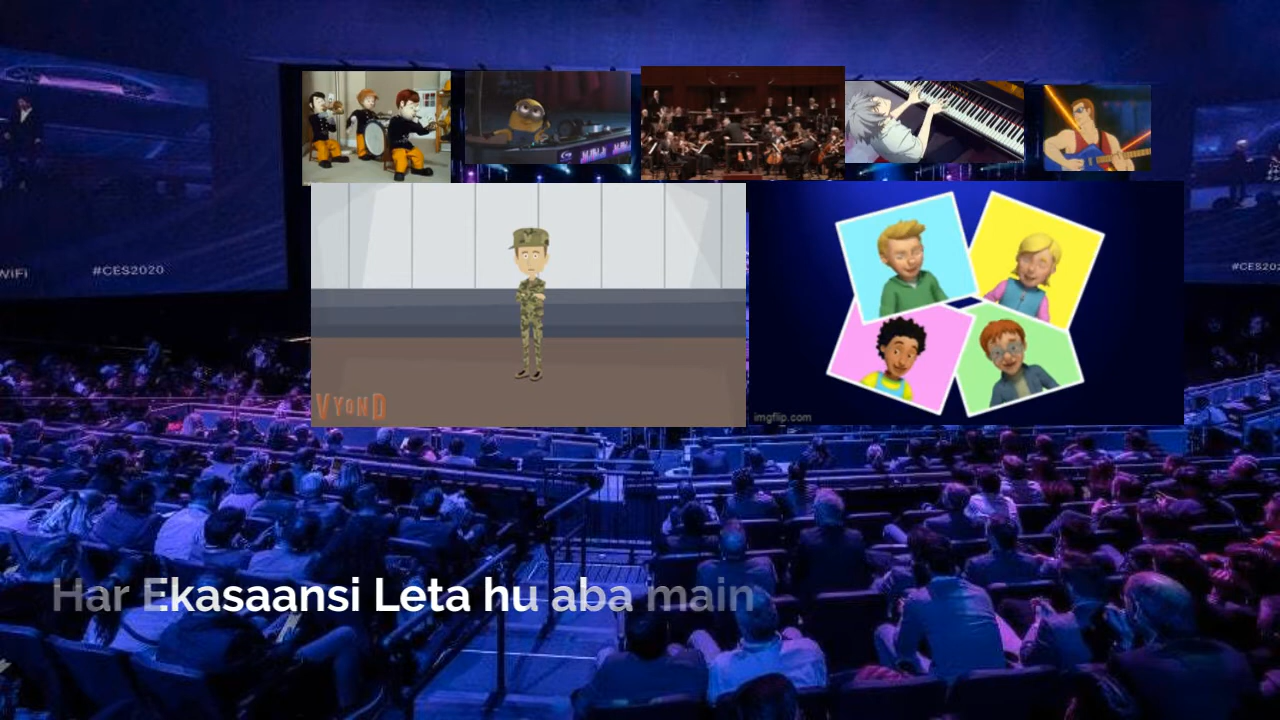 WIFI
#CES2020
#CES202
VYOND
imgflip.com
Har Ekasaansi Leta hu aba main